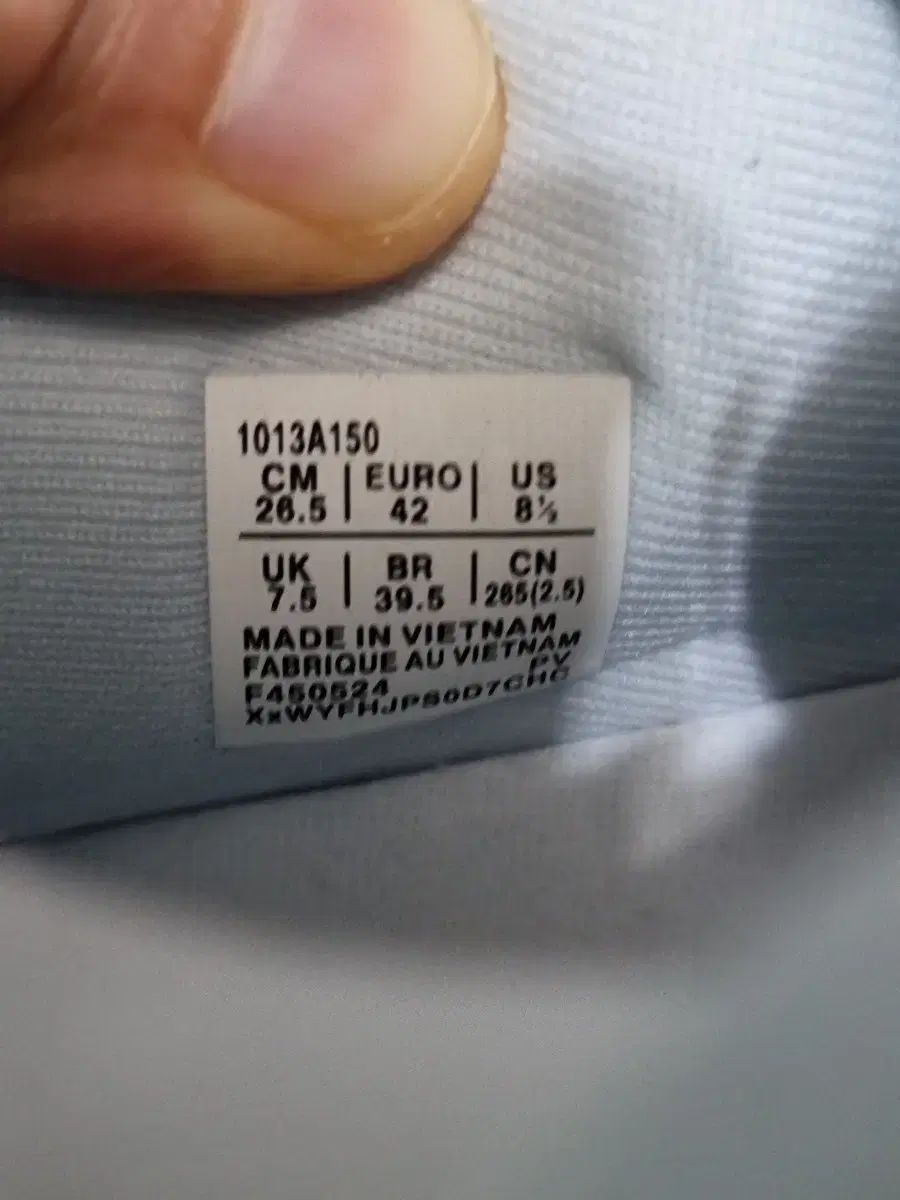 1013A150
CM | EURO | US
26.5 | 42 | 8½
UK | BR | CN
7.5 | 39.5 | 265(2.5)
MADE IN VIETNAM
FABRIQUE AU VIETNAM
F450524 PV